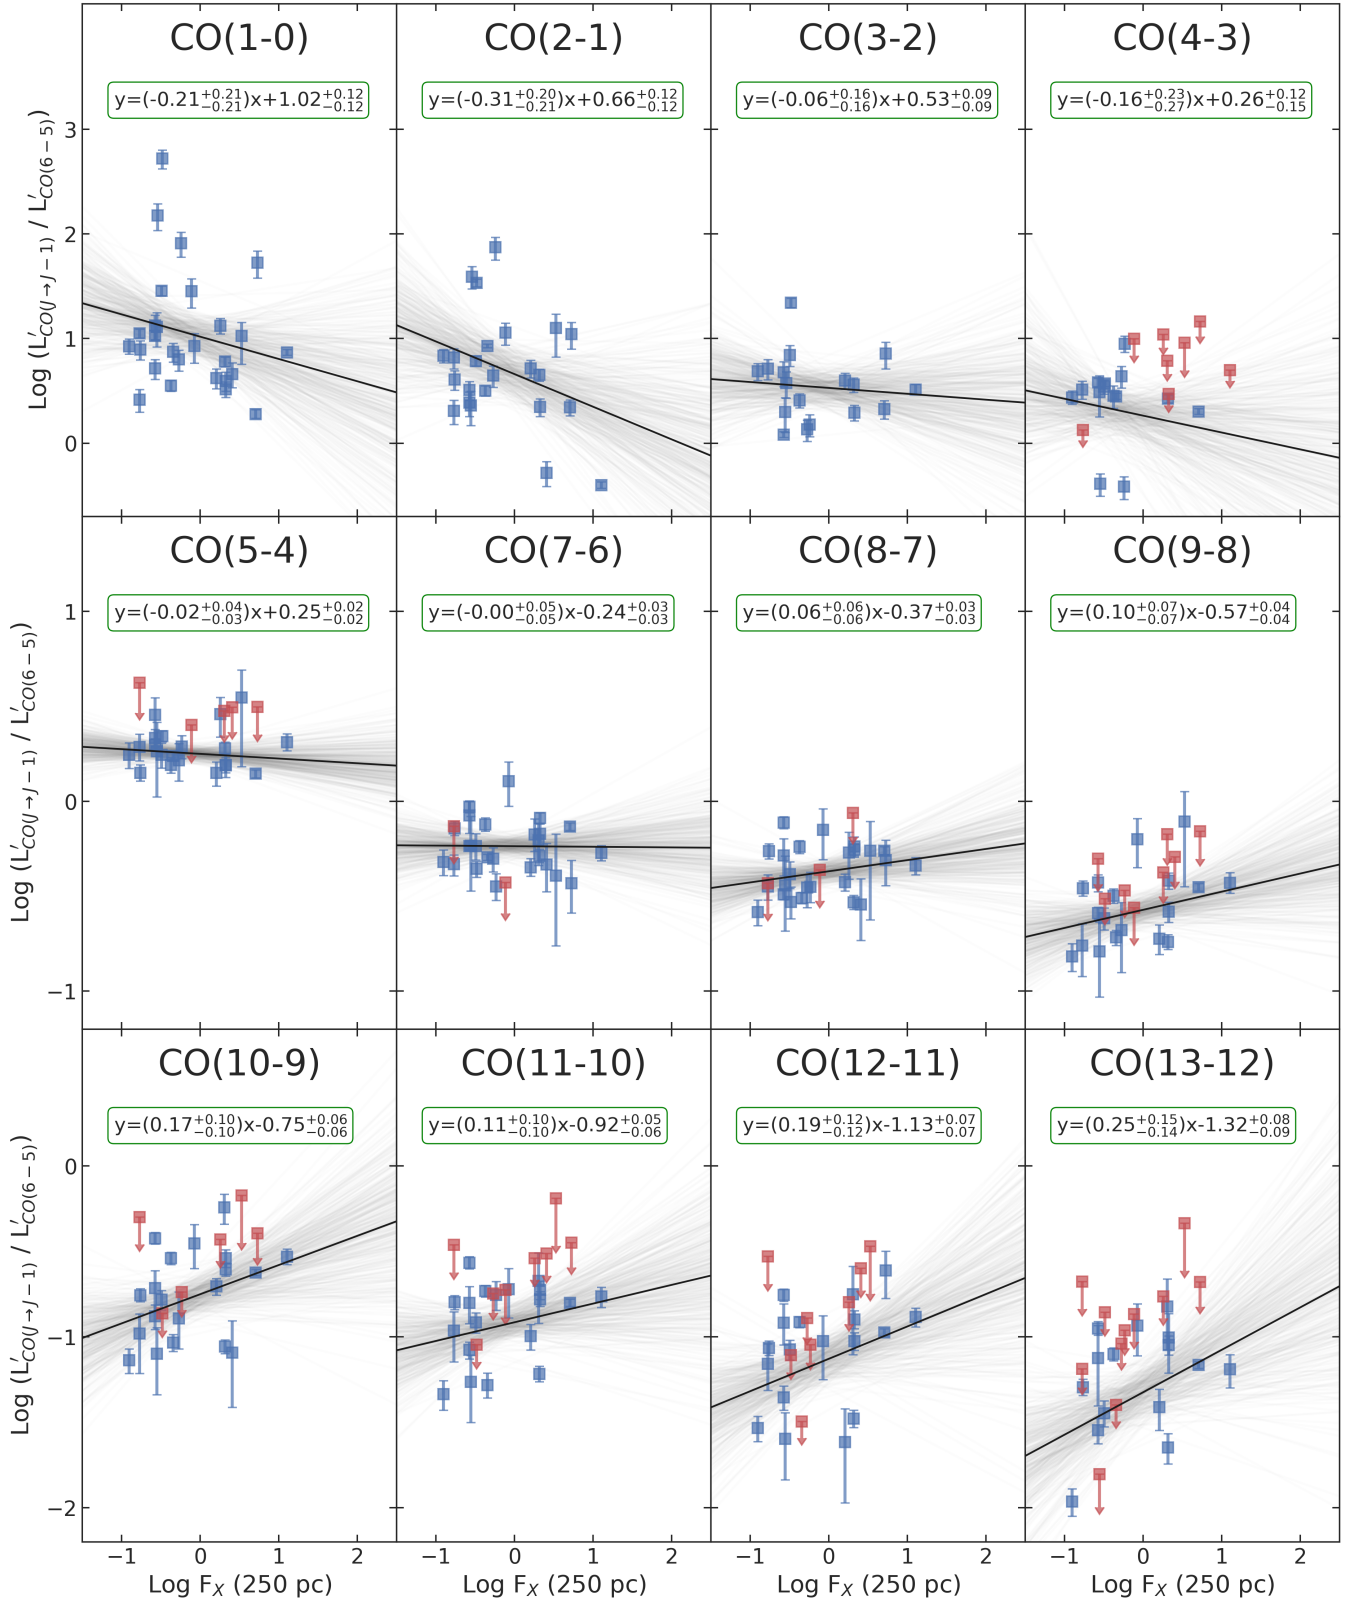 CO(1-0) CO(2-1) CO(3-2) CO(4-3)
y=(-0.21+0.21−0.21)x+1.02+0.12−0.12 y=(-0.31+0.20−0.21)x+0.66+0.12−0.12 y=(-0.06+0.16−0.16)x+0.53+0.09−0.09 y=(-0.16+0.23−0.27)x+0.26+0.12−0.15
3
2
1
0
Log (L′CO(J→J−1) / L′CO(6−5))
CO(5-4) CO(7-6) CO(8-7) CO(9-8)
y=(-0.02+0.04−0.03)x+0.25+0.02−0.02 y=(-0.00+0.05−0.05)x-0.24+0.03−0.03 y=(0.06+0.06−0.06)x-0.37+0.03−0.03 y=(0.10+0.07−0.07)x-0.57+0.04−0.04
1
0
−1
Log (L′CO(J→J−1) / L′CO(6−5))
CO(10-9) CO(11-10) CO(12-11) CO(13-12)
y=(0.17+0.10−0.10)x-0.75+0.06−0.06 y=(0.11+0.10−0.10)x-0.92+0.05−0.06 y=(0.19+0.12−0.12)x-1.13+0.07−0.07 y=(0.25+0.15−0.14)x-1.32+0.08−0.09
0
−1
−2
Log (L′CO(J→J−1) / L′CO(6−5))
−1 0 1 2 −1 0 1 2 −1 0 1 2 −1 0 1 2
Log FX (250 pc) Log FX (250 pc) Log FX (250 pc) Log FX (250 pc)